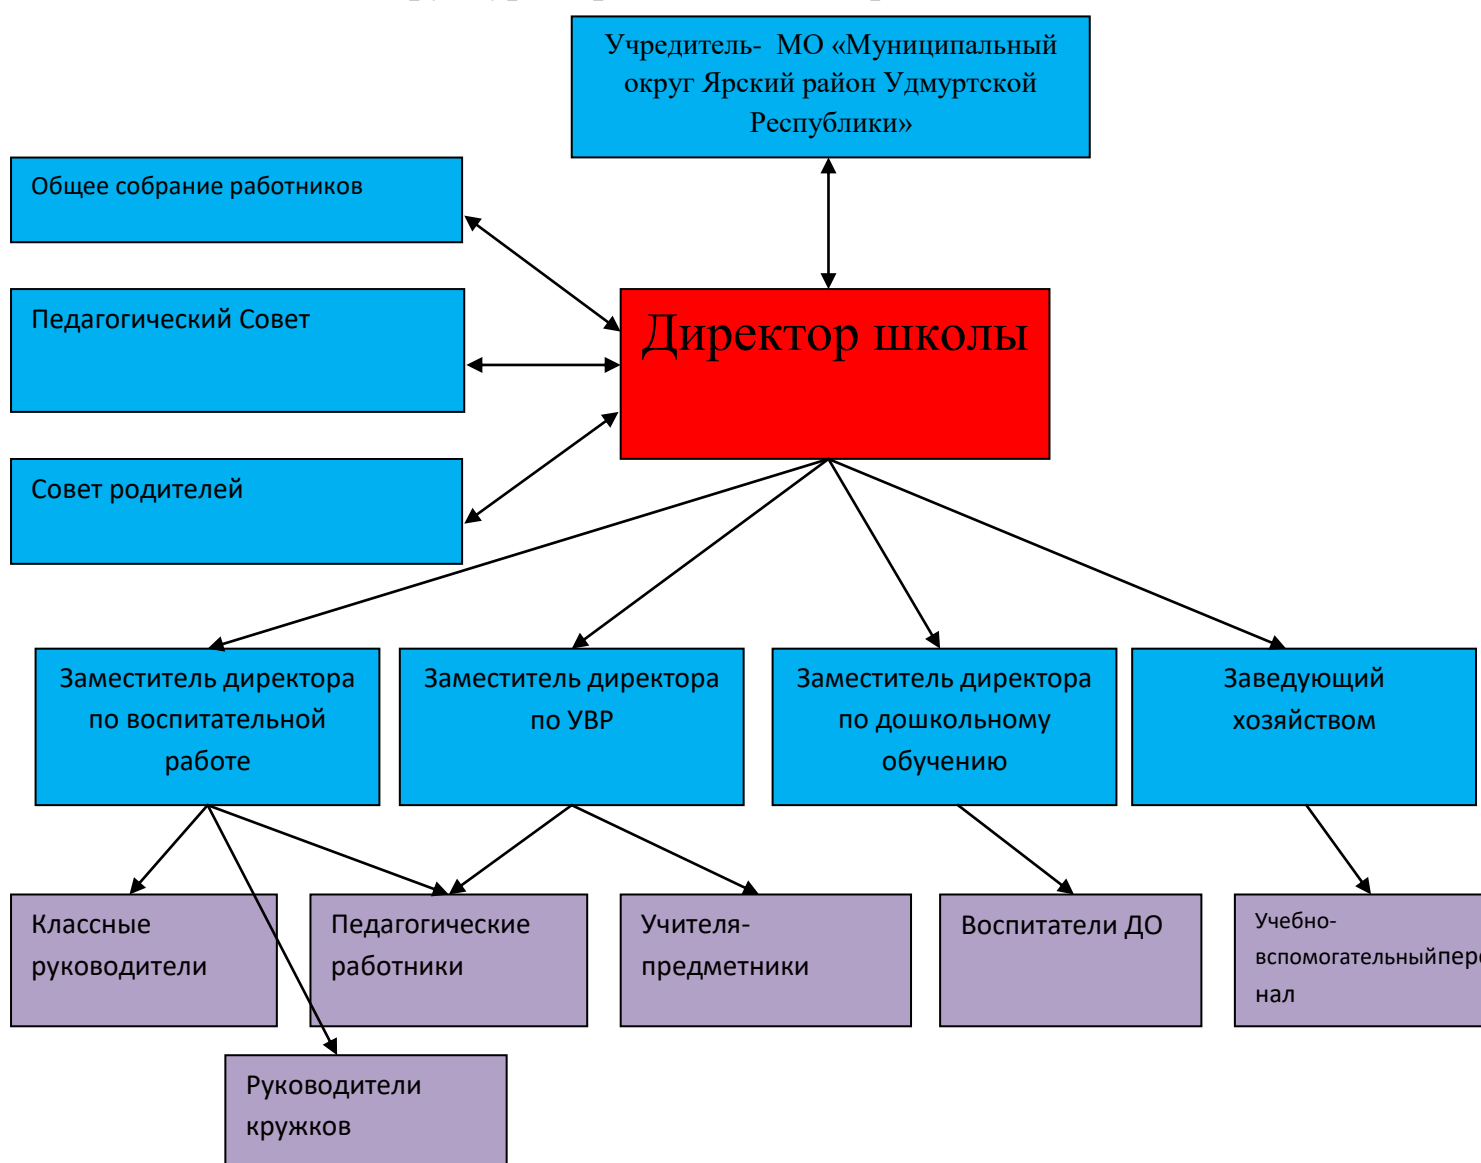 Учредитель- МО «Муниципальный
округ Ярский район Удмуртской
Республики»
Общее собрание работников
Педагогический Совет
Директор школы
Совет родителей
Заместитель директора
по воспитательной
работе
Заместитель директора
по УВР
Заместитель директора
по дошкольному
обучению
Заведующий
хозяйством
Классные
руководители
Педагогические
работники
Учителя-
предметники
Воспитатели ДО
Учебно-
вспомогательныйперс
нал
Руководители
кружков